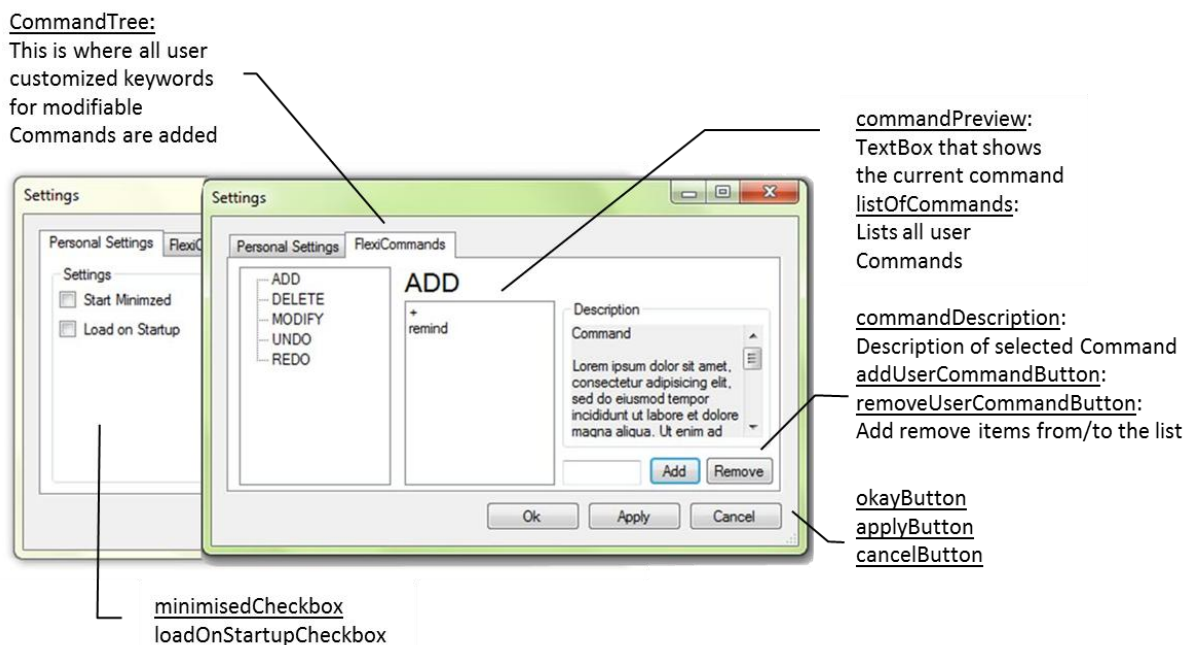 CommandTree:
This is where all user
customized keywords
for modifiable
Commands are added
commandPreview:
TextBox that shows
the current command
listOfCommands:
Lists all user
Commands
commandDescription:
Description of selected Command
addUserCommandButton:
removeUserCommandButton:
Add remove items from/to the list
okayButton
applyButton
cancelButton
Settings
Personal Settings
Settings
Start Minimzed
Load on Startup
Settings
Personal Settings FlexiCommands
ADD
DELETE
MODIFY
UNDO
REDO
ADD
+
remind
Description
Command
Lorem ipsum dolor sit amet,
consectetur adipisicing elit,
sed do eiusmod tempor
incididunt ut labore et dolore
magna aliqua. Ut enim ad
Add Remove
Ok Apply Cancel
minimisedCheckbox
loadOnStartupCheckbox